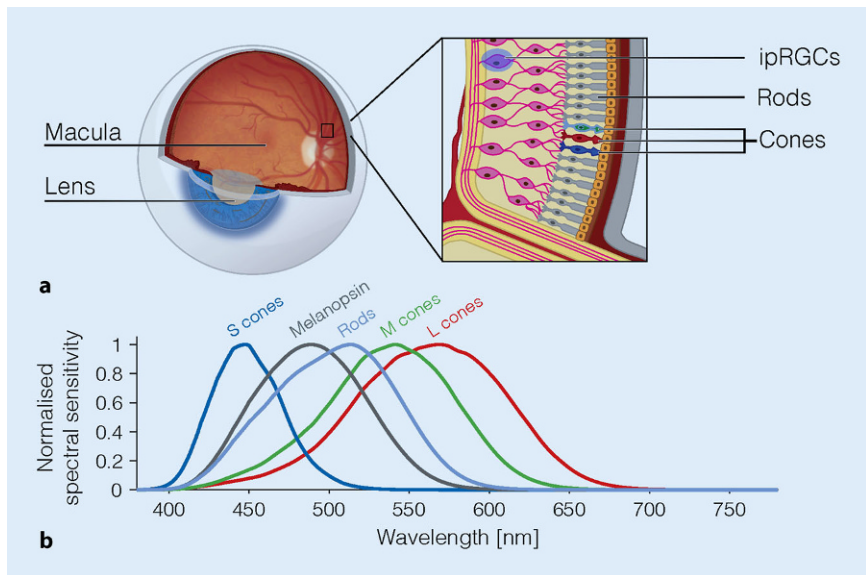 ipRGCs
Macula
Rods
Cones
Lens
a
S cones
Melanopsin
Rods
M cones
L cones
Normalised
spectral sensitivity
1
0.8
0.6
0.4
0.2
0
400 450 500 550 600 650 700 750
Wavelength [nm]
b